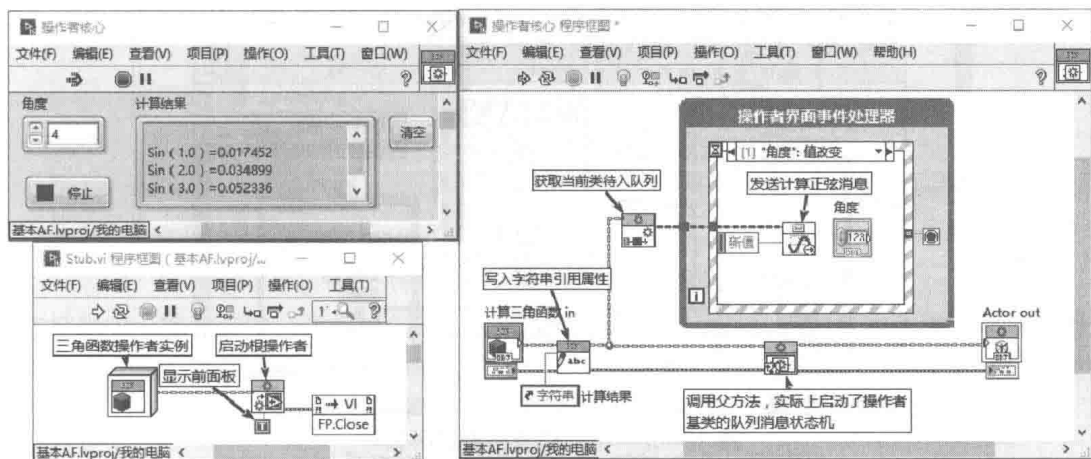 操作者核心
文件(F) 编辑(E) 查看(V) 项目(P) 操作(O) 工具(T) 窗口(W)
角度
计算结果
4
Sin ( 1.0 ) =0.017452
Sin ( 2.0 ) =0.034899
Sin ( 3.0 ) =0.052336
清空
停止
基本AF.lvproj/我的电脑
Stub.vi 程序框图 ( 基本AF.lvproj/...
文件(F) 编辑(E) 查看(V) 项目(P) 操作(O) 工具(T)
三角函数操作者实例
启动根操作者
显示前面板
VI
FP.Close
基本AF.lvproj/我的电脑
操作者核心 程序框图 *
文件(F) 编辑(E) 查看(V) 项目(P) 操作(O) 工具(T) 窗口(W) 帮助(H)
操作者界面事件处理器
[1] "角度": 值改变
获取当前类待入队列
发送计算正弦消息
角度
新值
123
i
写入字符串引用属性
计算三角函数 in
abc
Actor out
字符串
计算结果
调用父方法，实际上启动了操作者
基类的队列消息状态机
基本AF.lvproj/我的电脑